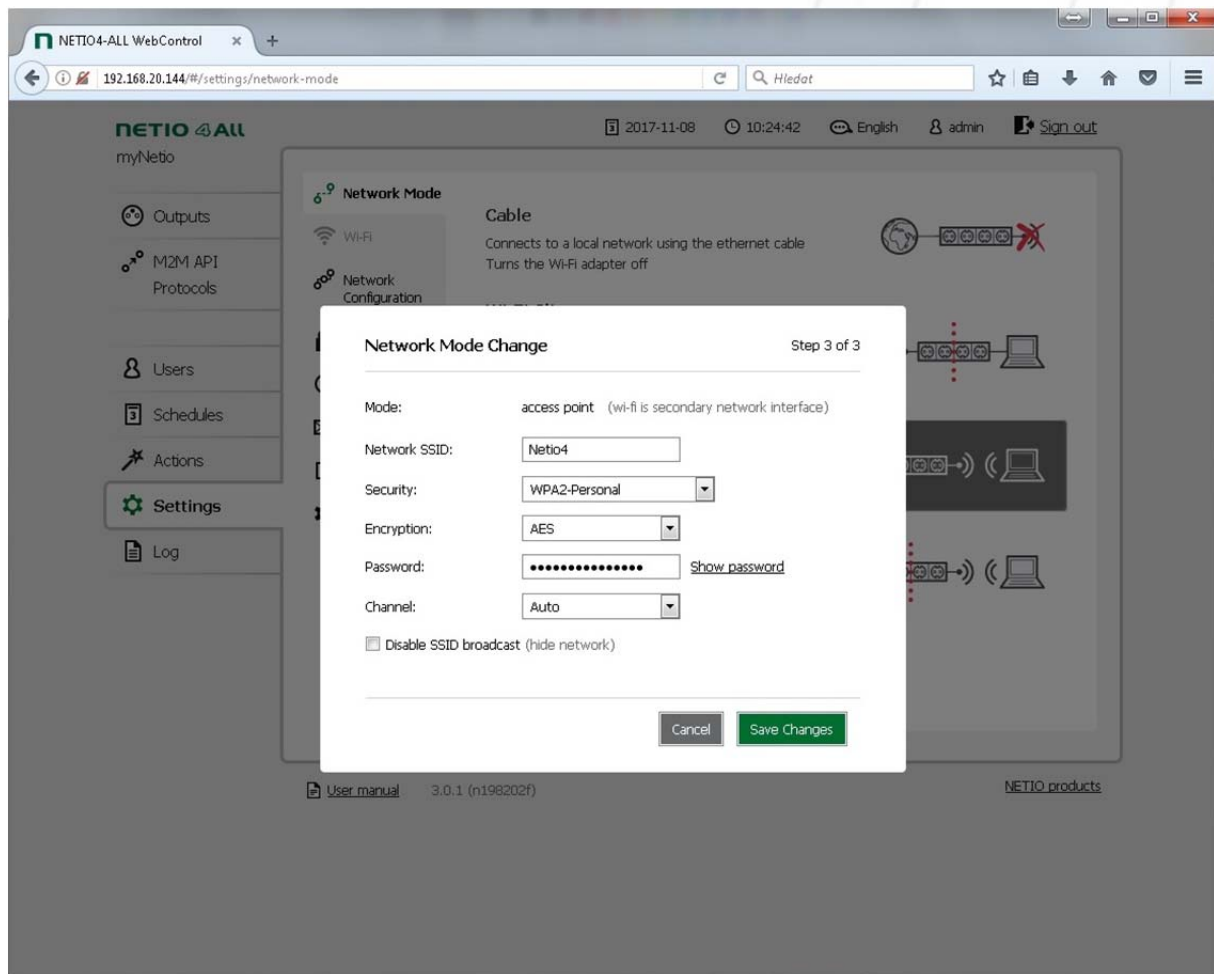 NETIO4-ALL WebControl
192.168.20.144/#/settings/network-mode
Hledat
NETIO 4All
2017-11-08
10:24:42
English
admin
Sign out
myNetio
Outputs
M2M API
Protocols
Users
Schedules
Actions
Settings
Log
Network Mode
Wi-Fi
Network
Configuration
Cable
Connects to a local network using the ethernet cable
Turns the Wi-Fi adapter off
Network Mode Change
Step 3 of 3
Mode:
access point (wi-fi is secondary network interface)
Network SSID:
Netio4
Security:
WPA2-Personal
Encryption:
AES
Password:
•••••••••••••••
Show password
Channel:
Auto
Disable SSID broadcast (hide network)
Cancel
Save Changes
User manual
3.0.1 (n198202f)
NETIO products